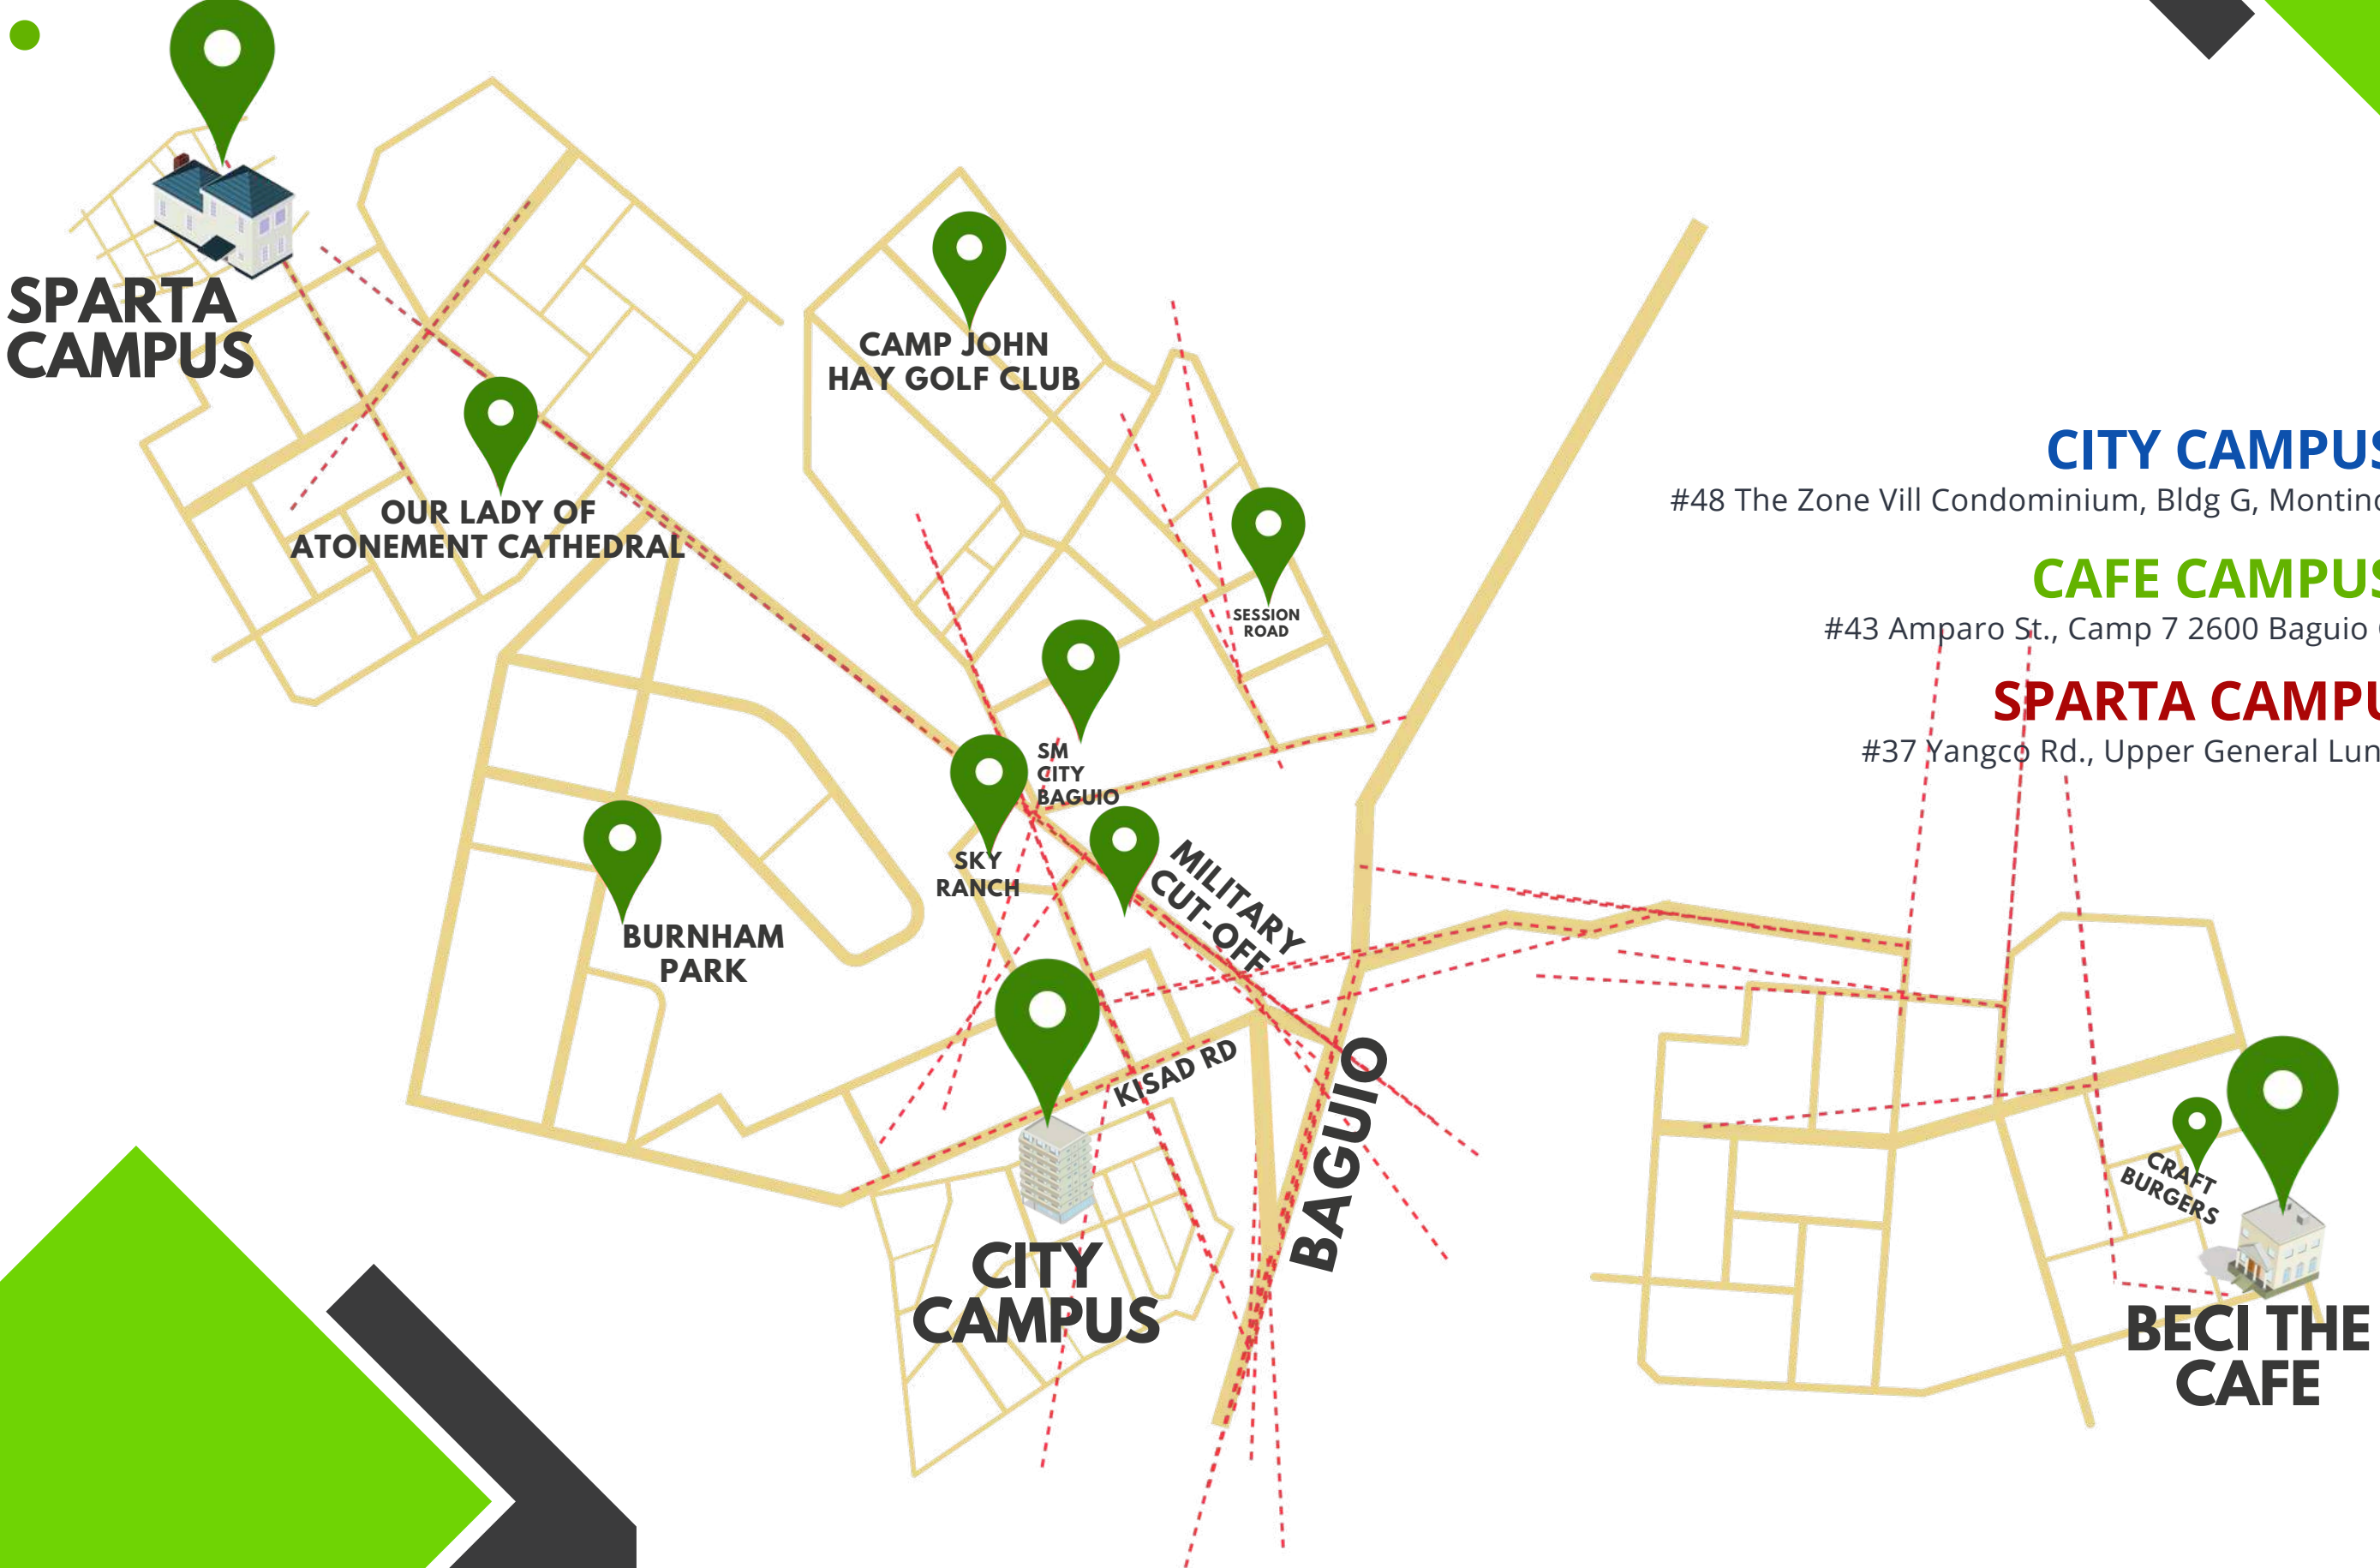 SPARTA
CAMPUS
CAMP JOHN
HAY GOLF CLUB
OUR LADY OF
ATONEMENT CATHEDRAL
SESSION
ROAD
SM
CITY
BAGUIO
SKY
RANCH
MILITARY
CUT-OFF
BURNHAM
PARK
KISAD RD
BAGUIO
CITY
CAMPUS
CITY CAMPUS
#48 The Zone Vill Condominium, Bldg G,
CAFE CAMPUS
#43 Amparo St., Camp 7 2600 Baguio
SPARTA
#37 Yangco Rd., Upper General
CRAFT
BURGERS
BECI THE
CAFE